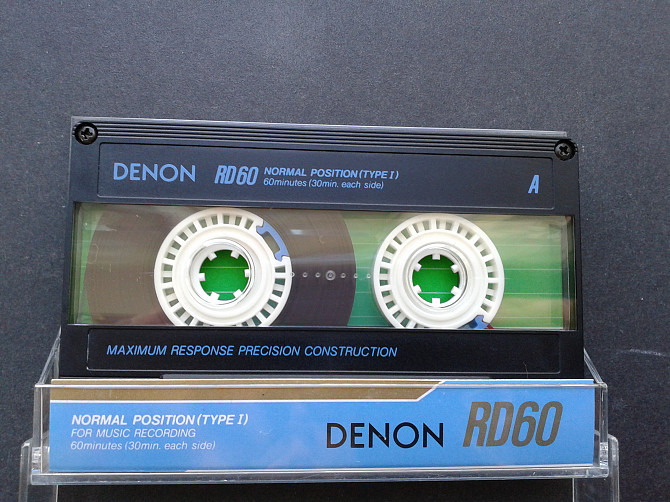 DENON RD60 NORMAL POSITION (TYPE I)
60minutes (30min. each side)
A
MAXIMUM RESPONSE PRECISION CONSTRUCTION
NORMAL POSITION (TYPE I)
FOR MUSIC RECORDING
60minutes (30min. each side)
DENON RD60